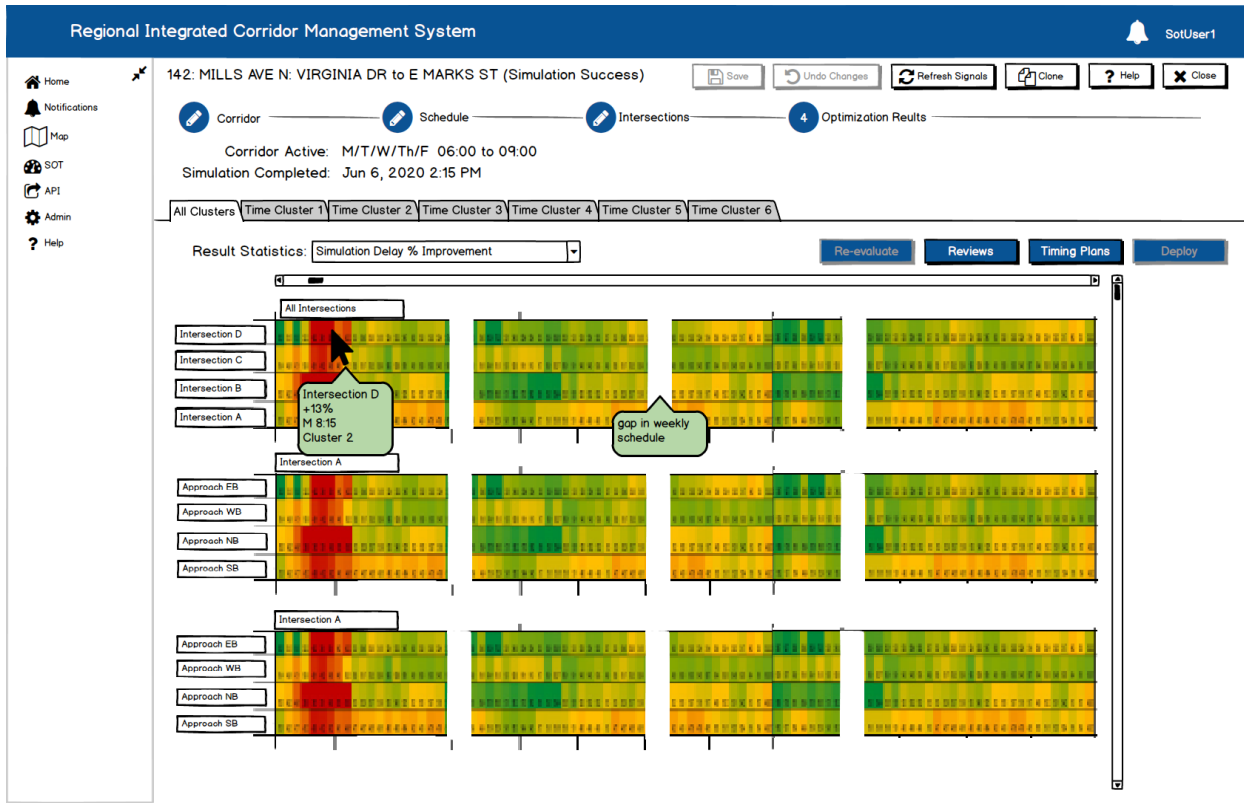 Regional Integrated Corridor Management System
SotUser1
Home
Notifications
Map
SOT
API
Admin
Help
142: MILLS AVE N: VIRGINIA DR to E MARKS ST (Simulation Success)
Save
Undo Changes
Refresh Signals
Clone
? Help
Close
Corridor
Schedule
Intersections
4 Optimization Reults
Corridor Active: M/T/W/Th/F 06:00 to 09:00
Simulation Completed: Jun 6, 2020 2:15 PM
All Clusters
Time Cluster 1
Time Cluster 2
Time Cluster 3
Time Cluster 4
Time Cluster 5
Time Cluster 6
Result Statistics: Simulation Delay % Improvement
Re-evaluate
Reviews
Timing Plans
Deploy
All Intersections
Intersection D
Intersection C
Intersection B
Intersection A
Intersection D
+13%
M 8:15
Cluster 2
gap in weekly
schedule
Intersection A
Approach EB
Approach WB
Approach NB
Approach SB
Intersection A
Approach EB
Approach WB
Approach NB
Approach SB